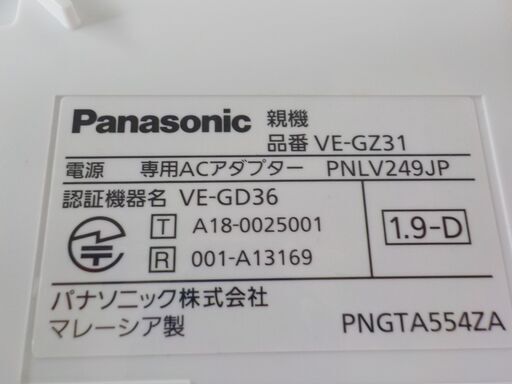 Panasonic 親機
品番 VE-GZ31
電源 専用ACアダプター PNLV249JP
認証機器名 VE-GD36
T A18-0025001
R 001-A13169
1.9-D
パナソニック株式会社
マレーシア製 PNGTA554ZA